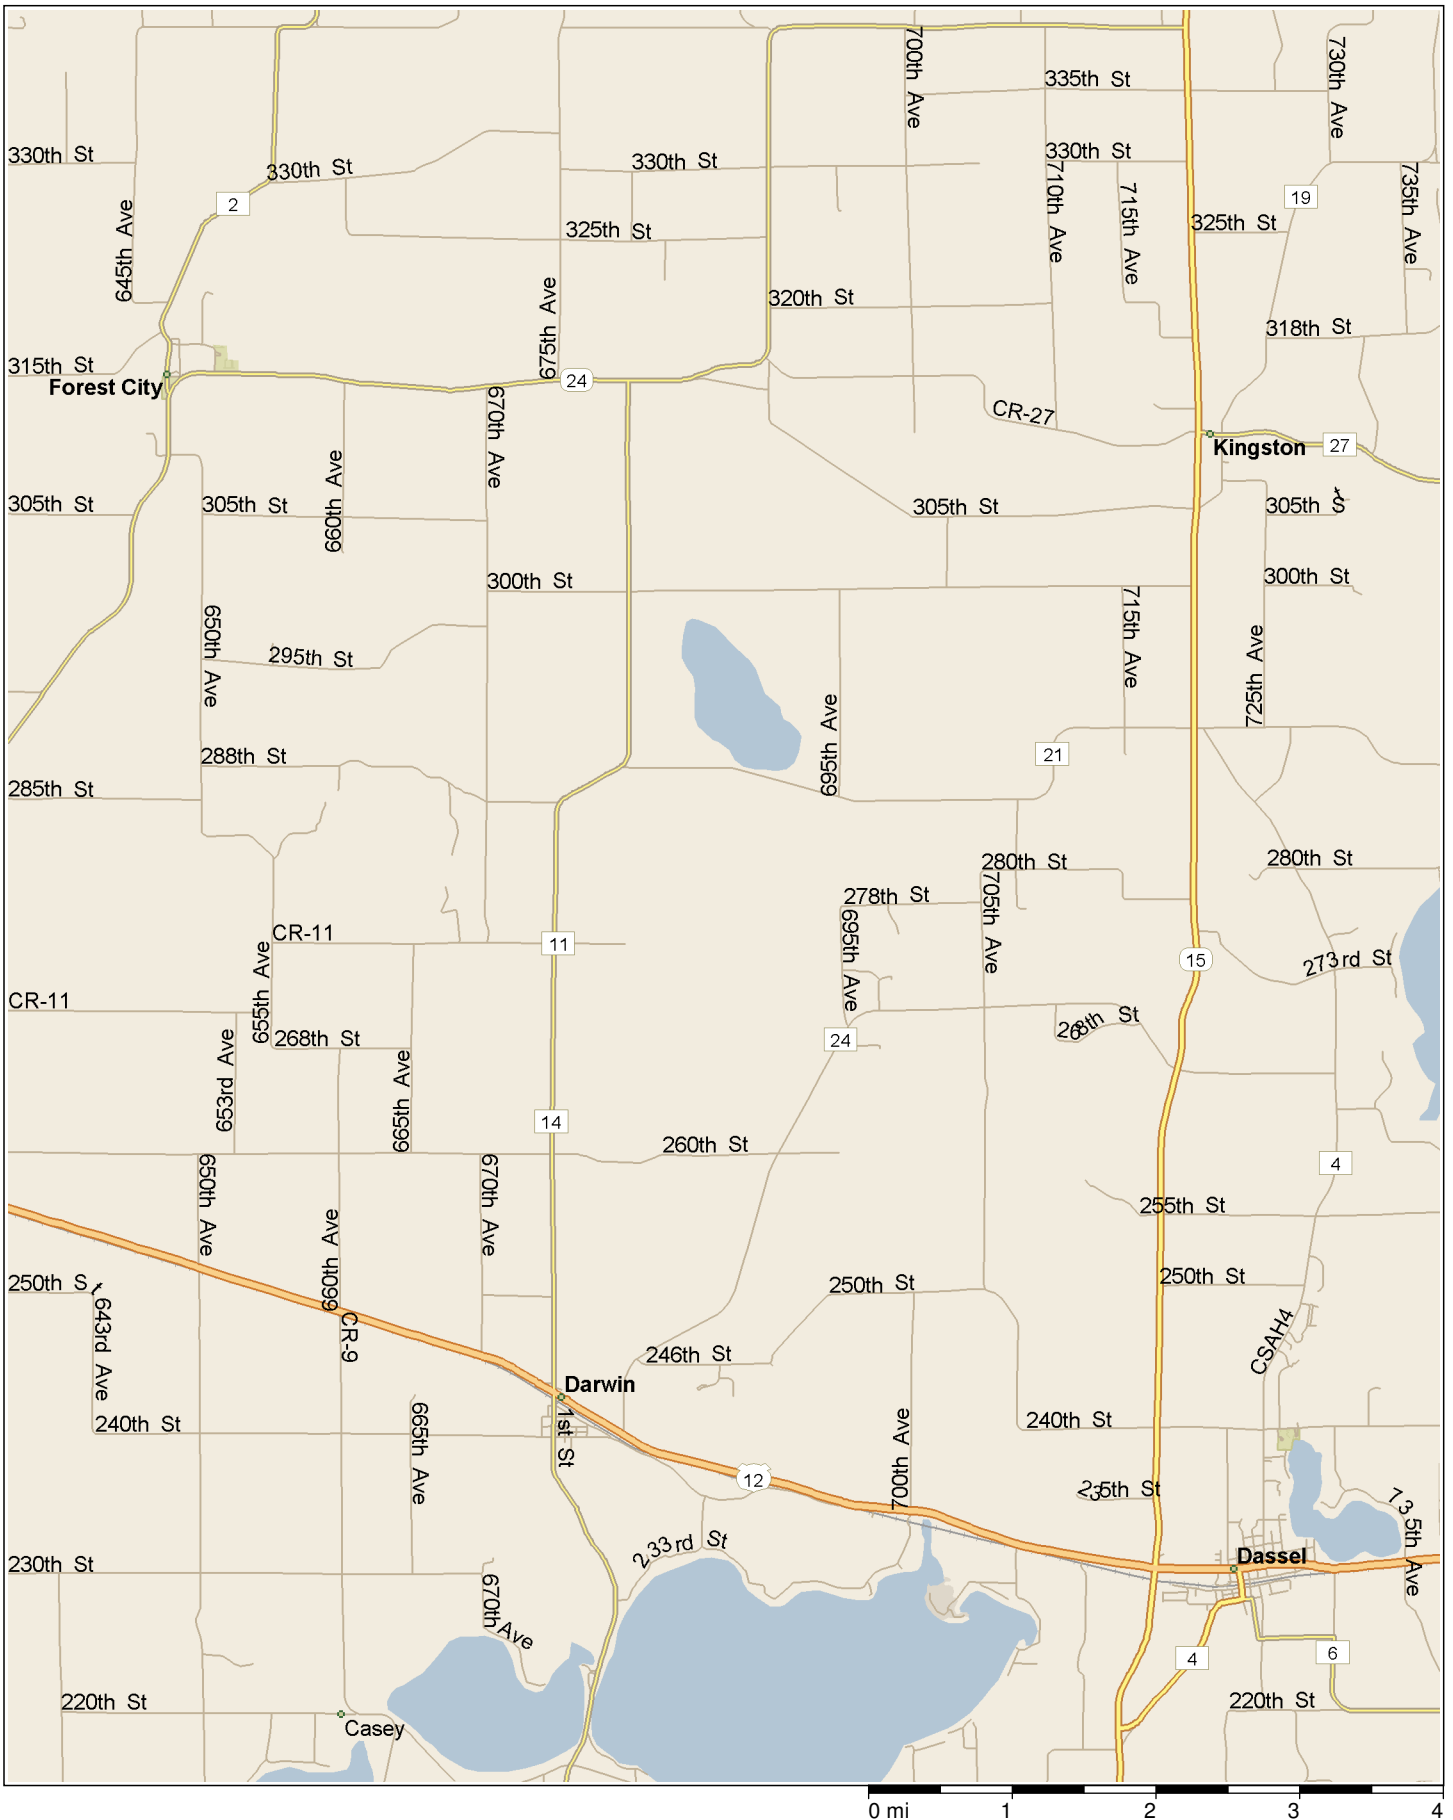 700th Ave
730th Ave
335th St
330th St
330th St
330th St
330th St
2
19
645th Ave
710th Ave
715th Ave
735th Ave
325th St
325th St
675th Ave
320th St
318th St
315th St
Forest City
24
670th Ave
CR-27
Kingston
27
660th Ave
305th St
305th St
305th St
305th St
300th St
300th St
650th Ave
715th Ave
725th Ave
295th St
695th Ave
288th St
21
285th St
280th St
280th St
278th St
705th Ave
695th Ave
CR-11
11
655th Ave
15
273rd St
CR-11
268th St
268th St
24
653rd Ave
665th Ave
14
260th St
4
650th Ave
670th Ave
255th St
660th Ave
250th St
250th St
250th St
643rd Ave
CR-9
CSAH4
246th St
Darwin
1st St
240th St
240th St
665th Ave
700th Ave
12
235th St
735th Ave
233rd St
Dassel
230th St
670th Ave
4
6
220th St
220th St
Casey
0 mi 1 2 3 4